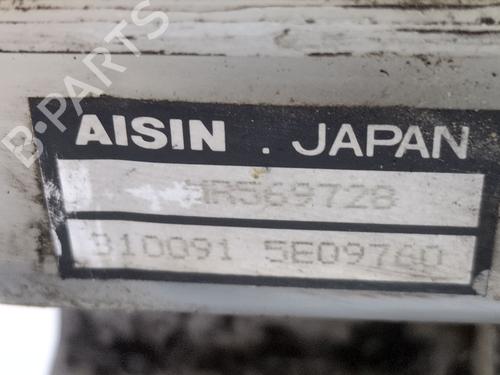 B-PARTS
AISIN . JAPAN
MR569728
310091 5E09760